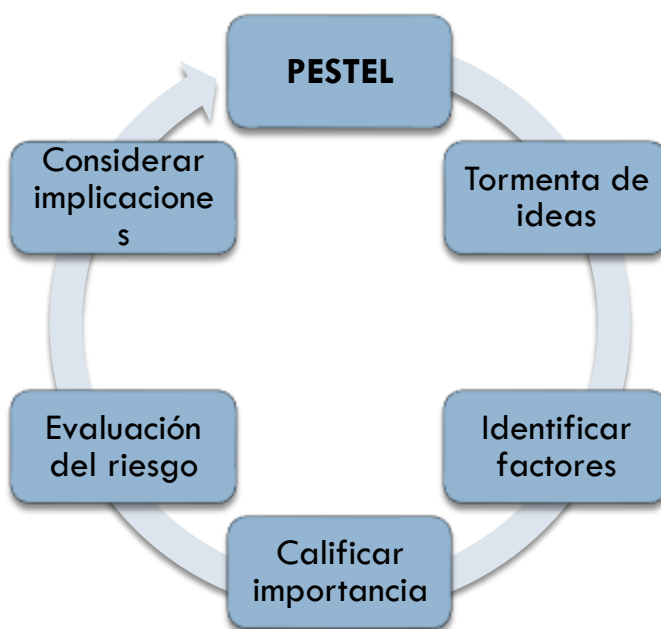 PESTEL
Tormenta de
ideas
Identificar
factores
Calificar
importancia
Evaluación
del riesgo
Considerar
implicacione
s